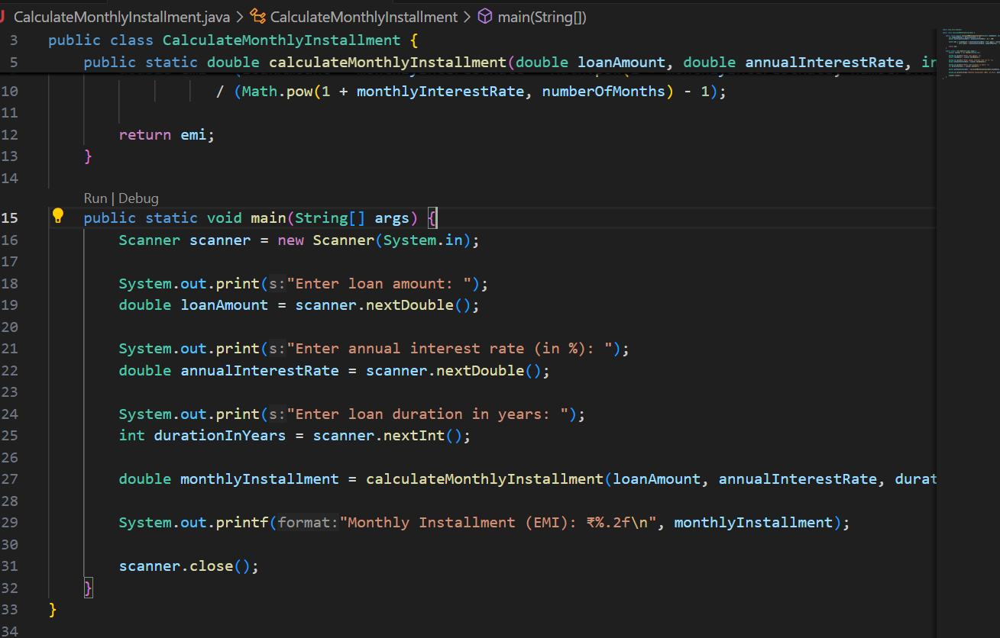 CalculateMonthlyInstallment.java > CalculateMonthlyInstallment > main(String[])
3 public class CalculateMonthlyInstallment {
5 public static double calculateMonthlyInstallment(double loanAmount, double annualInterestRate, in
10 / (Math.pow(1 + monthlyInterestRate, numberOfMonths) - 1);
11
12 return emi;
13 }
14
Run | Debug
15 public static void main(String[] args) {
16 Scanner scanner = new Scanner(System.in);
17
18 System.out.print(s:"Enter loan amount: ");
19 double loanAmount = scanner.nextDouble();
20
21 System.out.print(s:"Enter annual interest rate (in %): ");
22 double annualInterestRate = scanner.nextDouble();
23
24 System.out.print(s:"Enter loan duration in years: ");
25 int durationInYears = scanner.nextInt();
26
27 double monthlyInstallment = calculateMonthlyInstallment(loanAmount, annualInterestRate, durat
28
29 System.out.printf(format:"Monthly Installment (EMI): ₹%.2f\n", monthlyInstallment);
30
31 scanner.close();
32 }
33 }
34